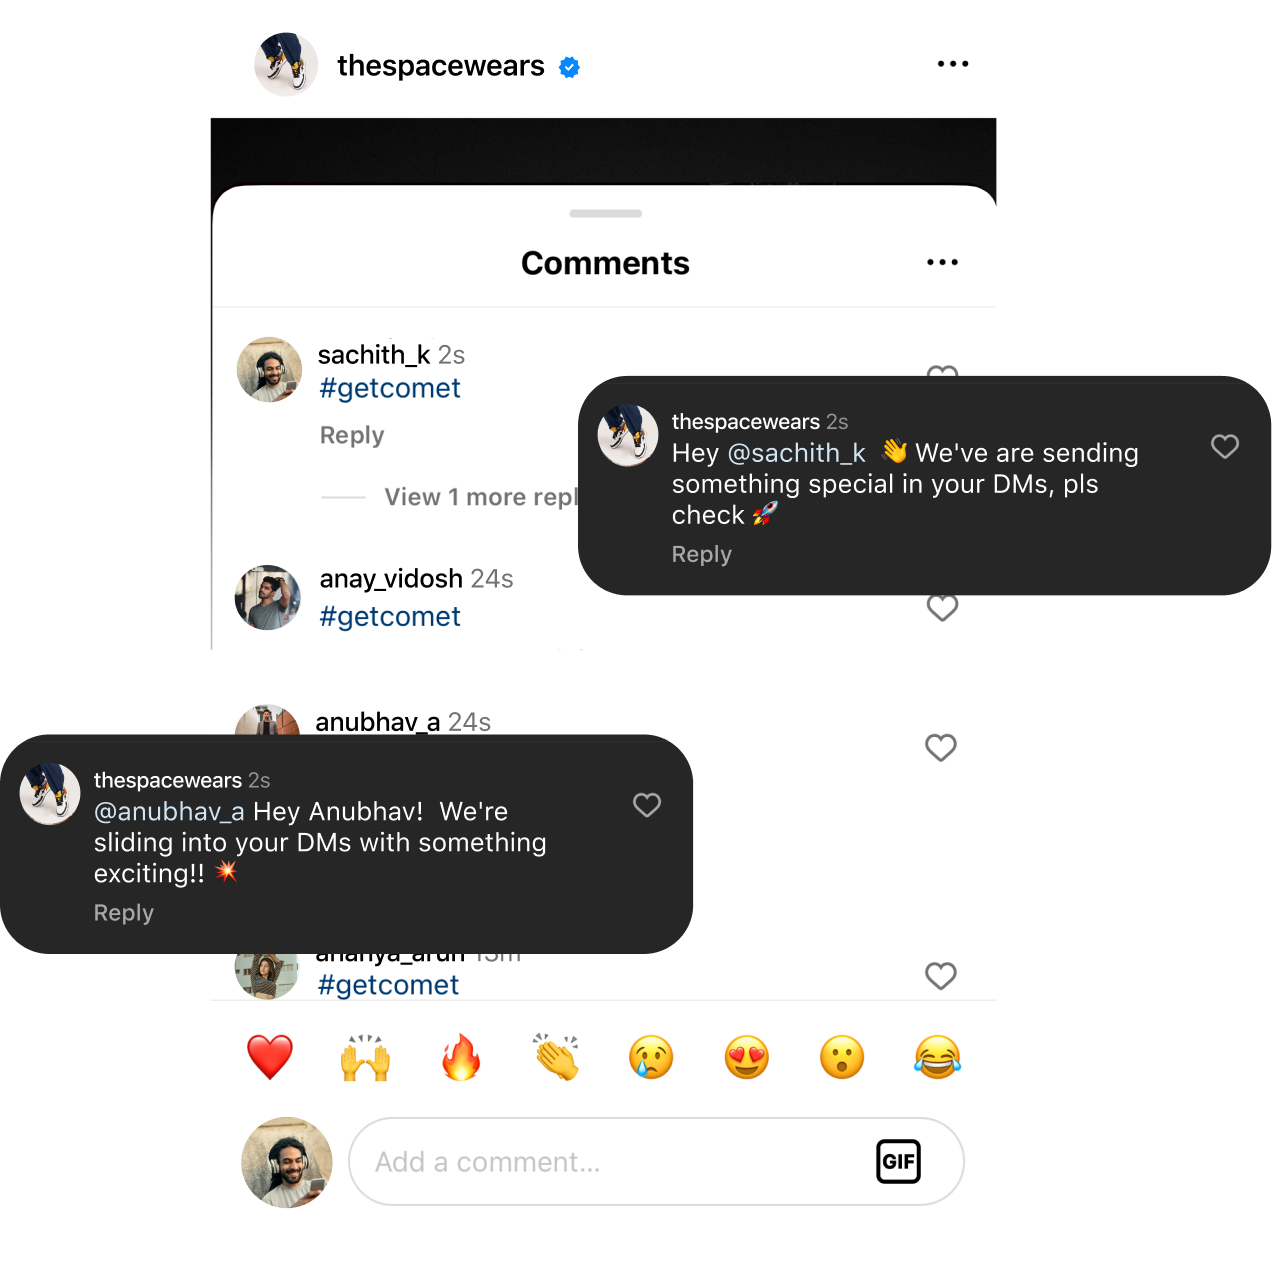 thespacewears
Comments
sachith_k 2s
#getcomet
Reply
View 1 more repl
thespacewears 2s
Hey @sachith_k 👋 We've are sending
something special in your DMs, pls
check 🚀
Reply
anay_vidosh 24s
#getcomet
anubhav_a 24s
thespacewears 2s
@anubhav_a Hey Anubhav! We're
sliding into your DMs with something
exciting!! 💥
Reply
ananya_arun 13m
#getcomet
Add a comment...
GIF